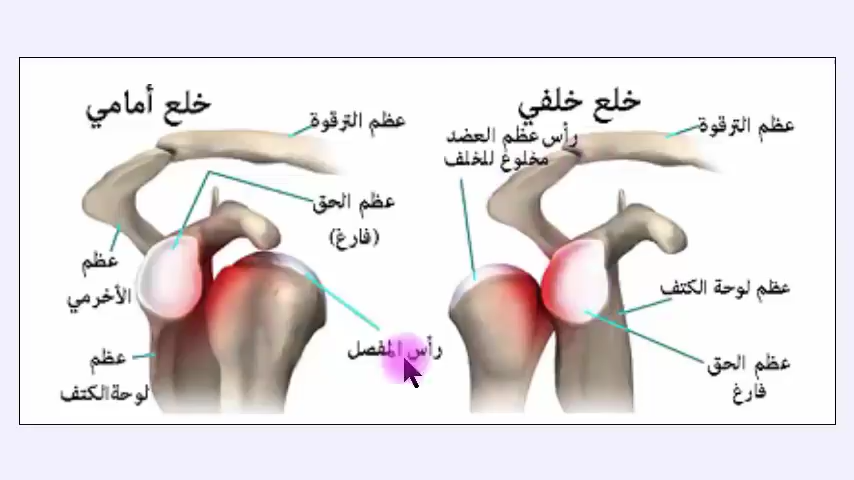 خلع خلفي
عظم الترقوة
رأس عظم العضد
مخلوع للخلف
عظم لوحة الكتف
عظم الحق
فارغ
خلع أمامي
عظم الترقوة
عظم الحق
(فارغ)
عظم
الأخرمي
رأس المفصل
عظم
لوحة الكتف